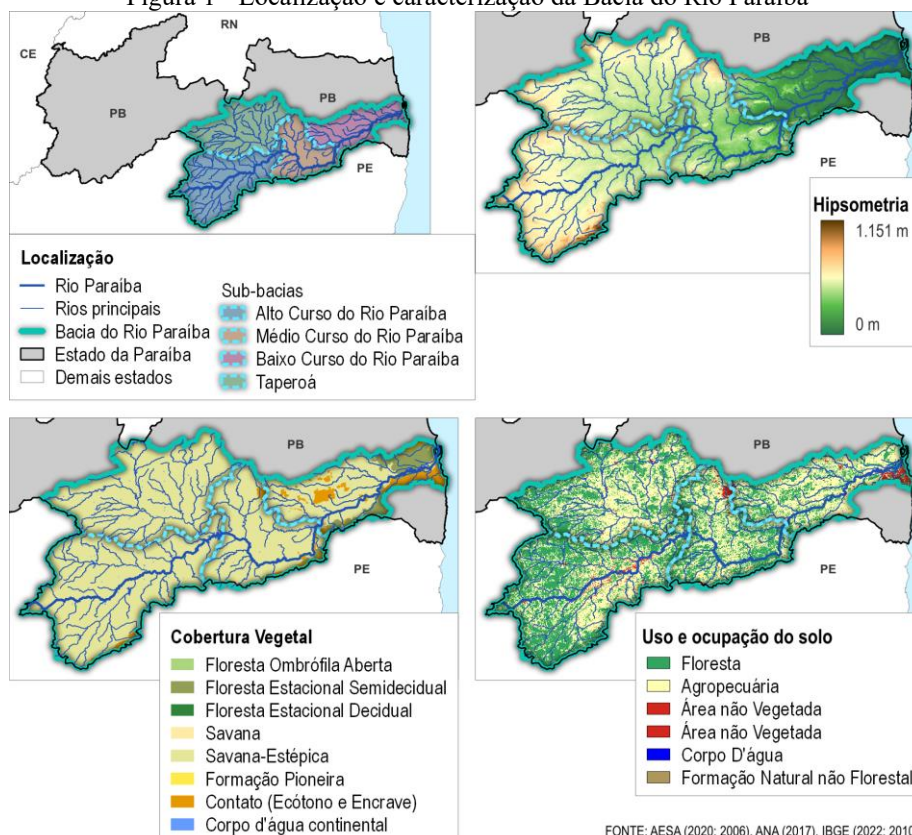 Figura 1 - Localização e caracterização da Bacia do Rio Paraíba
CE
RN
PB
PB
PE
Localização
Rio Paraíba
Rios principais
Bacia do Rio Paraíba
Estado da Paraíba
Demais estados
Sub-bacias
Alto Curso do Rio Paraíba
Médio Curso do Rio Paraíba
Baixo Curso do Rio Paraíba
Taperoá
PB
PE
Hipsometria
1.151 m
0 m
PB
PE
Cobertura Vegetal
Floresta Ombrófila Aberta
Floresta Estacional Semidecidual
Floresta Estacional Decidual
Savana
Savana-Estépica
Formação Pioneira
Contato (Ecótono e Encrave)
Corpo d'água continental
PB
PE
Uso e ocupação do solo
Floresta
Agropecuária
Área não Vegetada
Área não Vegetada
Corpo D'água
Formação Natural não Florestal
FONTE: AESA (2020; 2006), ANA (2017), IBGE (2022; 2010